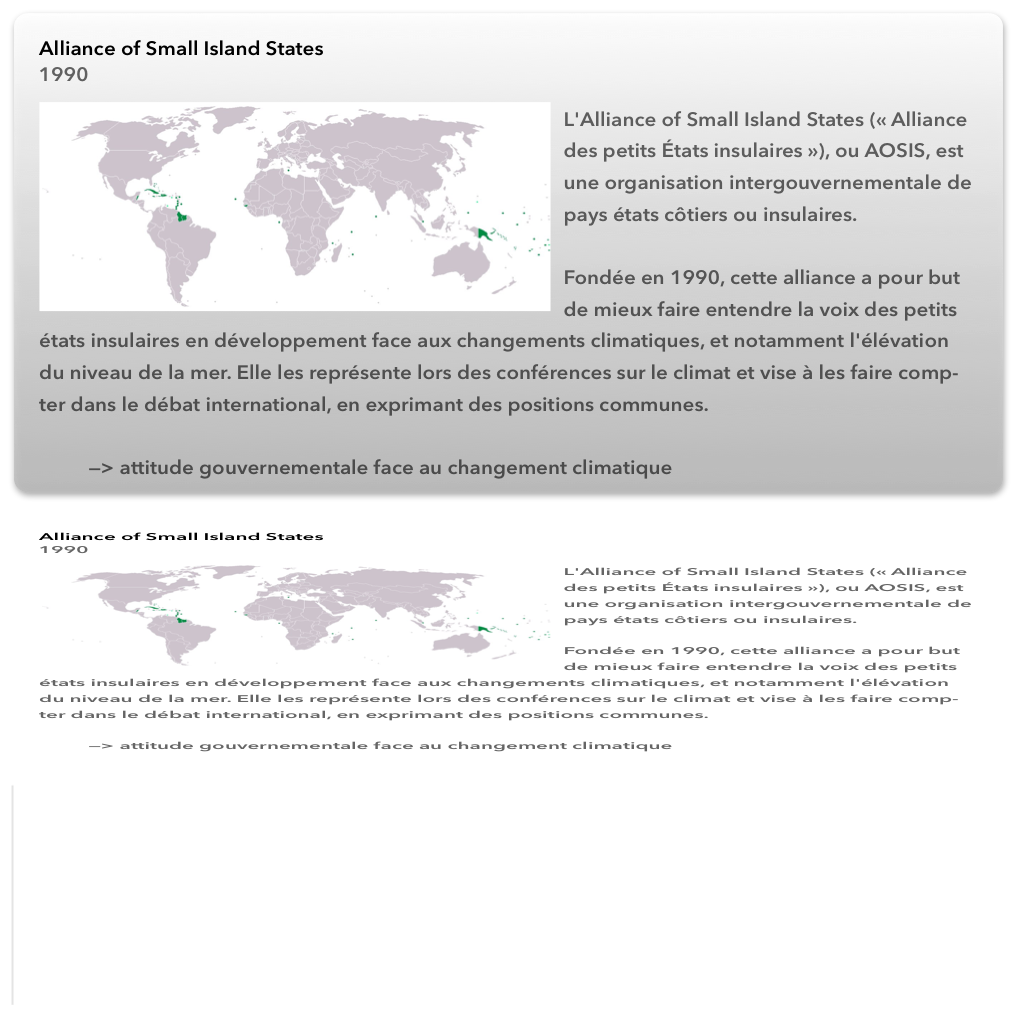 Alliance of Small Island States
1990
L'Alliance of Small Island States (« Alliance
des petits États insulaires »), ou AOSIS, est
une organisation intergouvernementale de
pays états côtiers ou insulaires.
Fondée en 1990, cette alliance a pour but
de mieux faire entendre la voix des petits
états insulaires en développement face aux changements climatiques, et notamment l'élévation
du niveau de la mer. Elle les représente lors des conférences sur le climat et vise à les faire comp-
ter dans le débat international, en exprimant des positions communes.
—> attitude gouvernementale face au changement climatique
Alliance of Small Island States
1990
L'Alliance of Small Island States (« Alliance
des petits États insulaires »), ou AOSIS, est
une organisation intergouvernementale de
pays états côtiers ou insulaires.
Fondée en 1990, cette alliance a pour but
de mieux faire entendre la voix des petits
états insulaires en développement face aux changements climatiques, et notamment l'élévation
du niveau de la mer. Elle les représente lors des conférences sur le climat et vise à les faire comp-
ter dans le débat international, en exprimant des positions communes.
—> attitude gouvernementale face au changement climatique